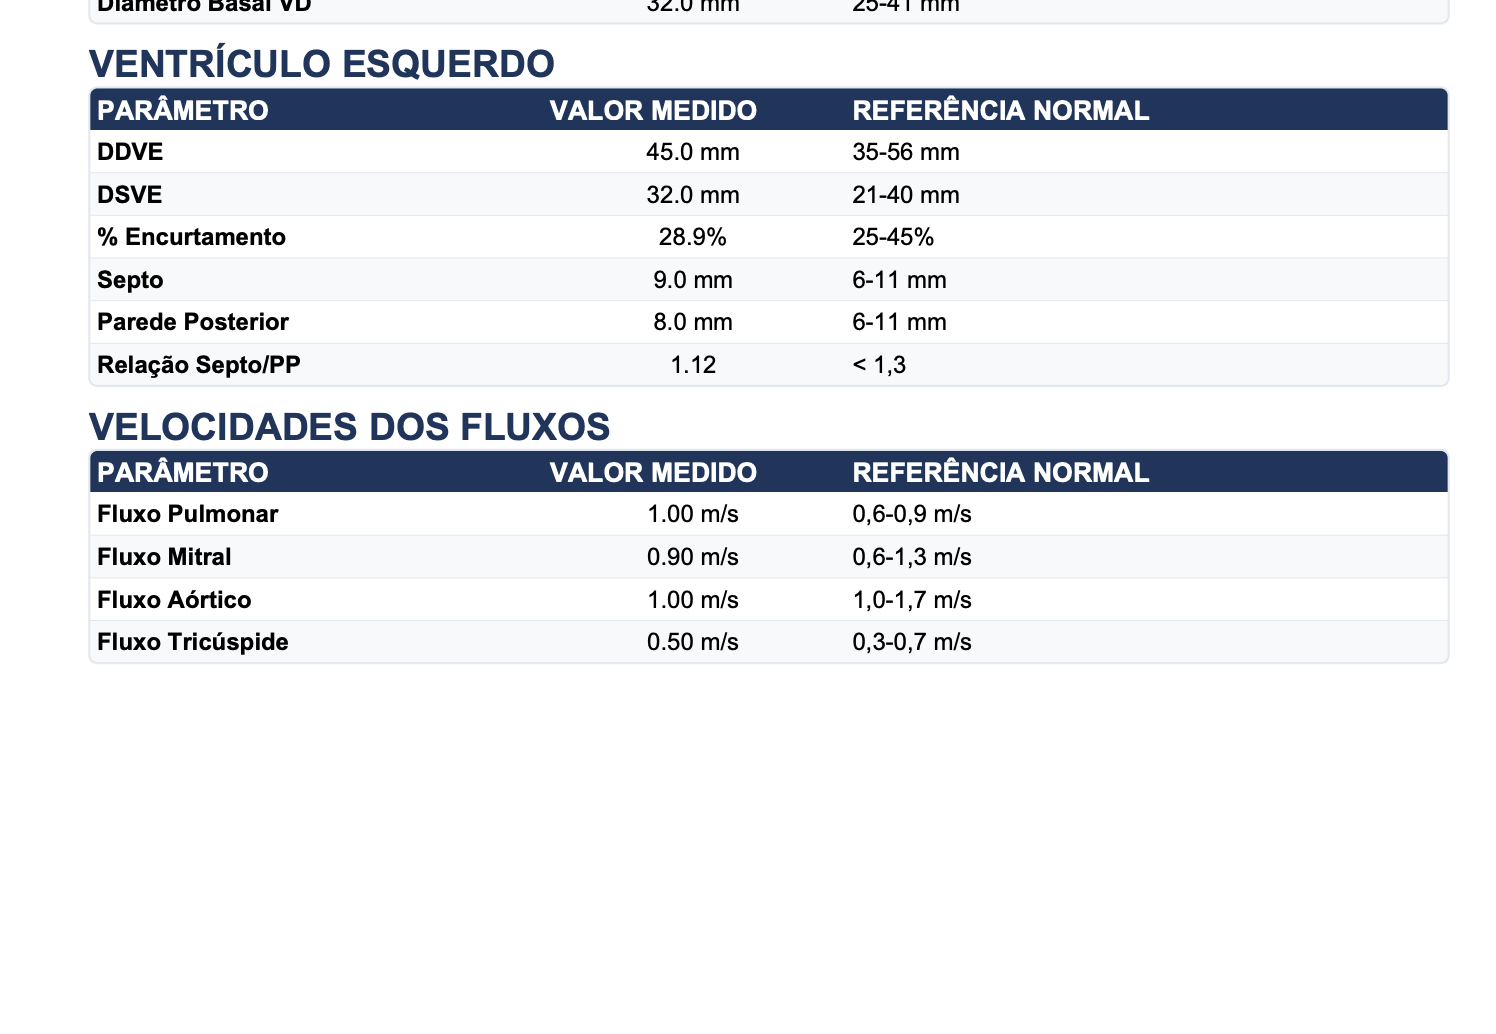 Diâmetro Basal VD 32.0 mm 25-41 mm
VENTRÍCULO ESQUERDO
PARÂMETRO VALOR MEDIDO REFERÊNCIA NORMAL
DDVE 45.0 mm 35-56 mm
DSVE 32.0 mm 21-40 mm
% Encurtamento 28.9% 25-45%
Septo 9.0 mm 6-11 mm
Parede Posterior 8.0 mm 6-11 mm
Relação Septo/PP 1.12 < 1,3
VELOCIDADES DOS FLUXOS
PARÂMETRO VALOR MEDIDO REFERÊNCIA NORMAL
Fluxo Pulmonar 1.00 m/s 0,6-0,9 m/s
Fluxo Mitral 0.90 m/s 0,6-1,3 m/s
Fluxo Aórtico 1.00 m/s 1,0-1,7 m/s
Fluxo Tricúspide 0.50 m/s 0,3-0,7 m/s